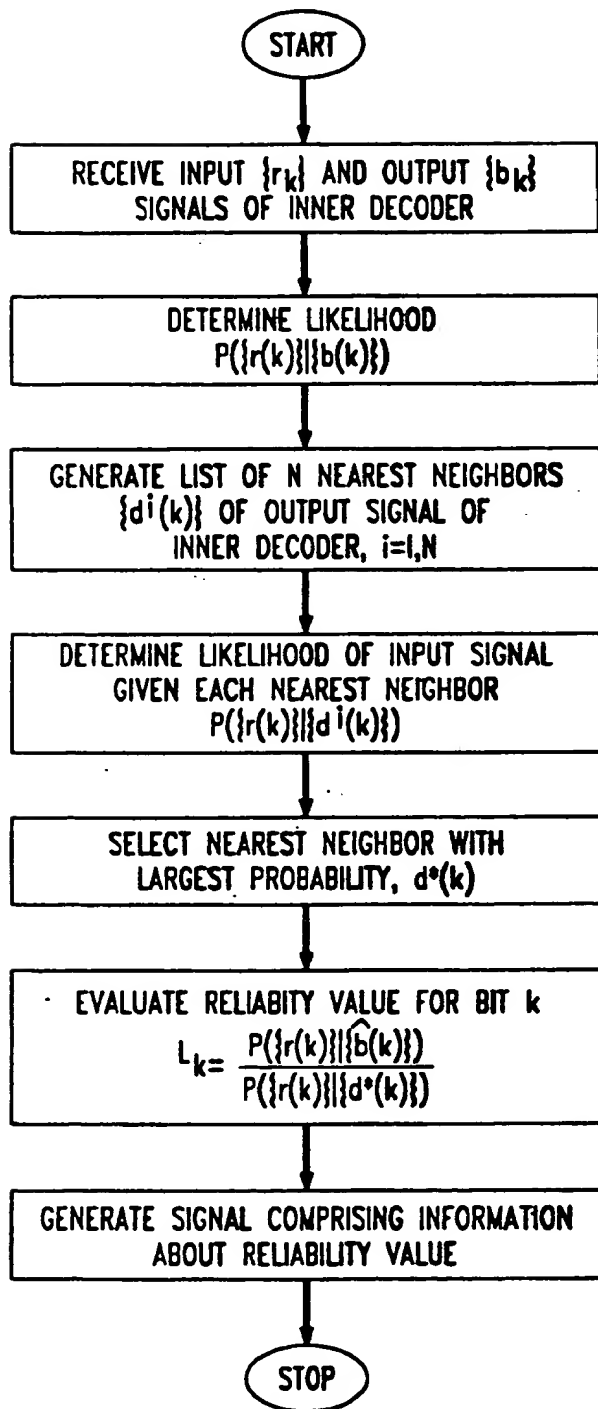 START
RECEIVE INPUT {r_k} AND OUTPUT {b_k}
SIGNALS OF INNER DECODER
DETERMINE LIKELIHOOD
P({r(k)}|{b(k)})
GENERATE LIST OF N NEAREST NEIGHBORS
{d^i(k)} OF OUTPUT SIGNAL OF
INNER DECODER, i=I,N
DETERMINE LIKELIHOOD OF INPUT SIGNAL
GIVEN EACH NEAREST NEIGHBOR
P({r(k)}|{d^i(k)})
SELECT NEAREST NEIGHBOR WITH
LARGEST PROBABILITY, d*(k)
EVALUATE RELIABITY VALUE FOR BIT k
L_k= P({r(k)}|{b̂(k)})
P({r(k)}|{d*(k)})
GENERATE SIGNAL COMPRISING INFORMATION
ABOUT RELIABILITY VALUE
STOP